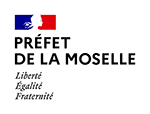 PRÉFET
DE LA MOSELLE
Liberté
Égalité
Fraternité